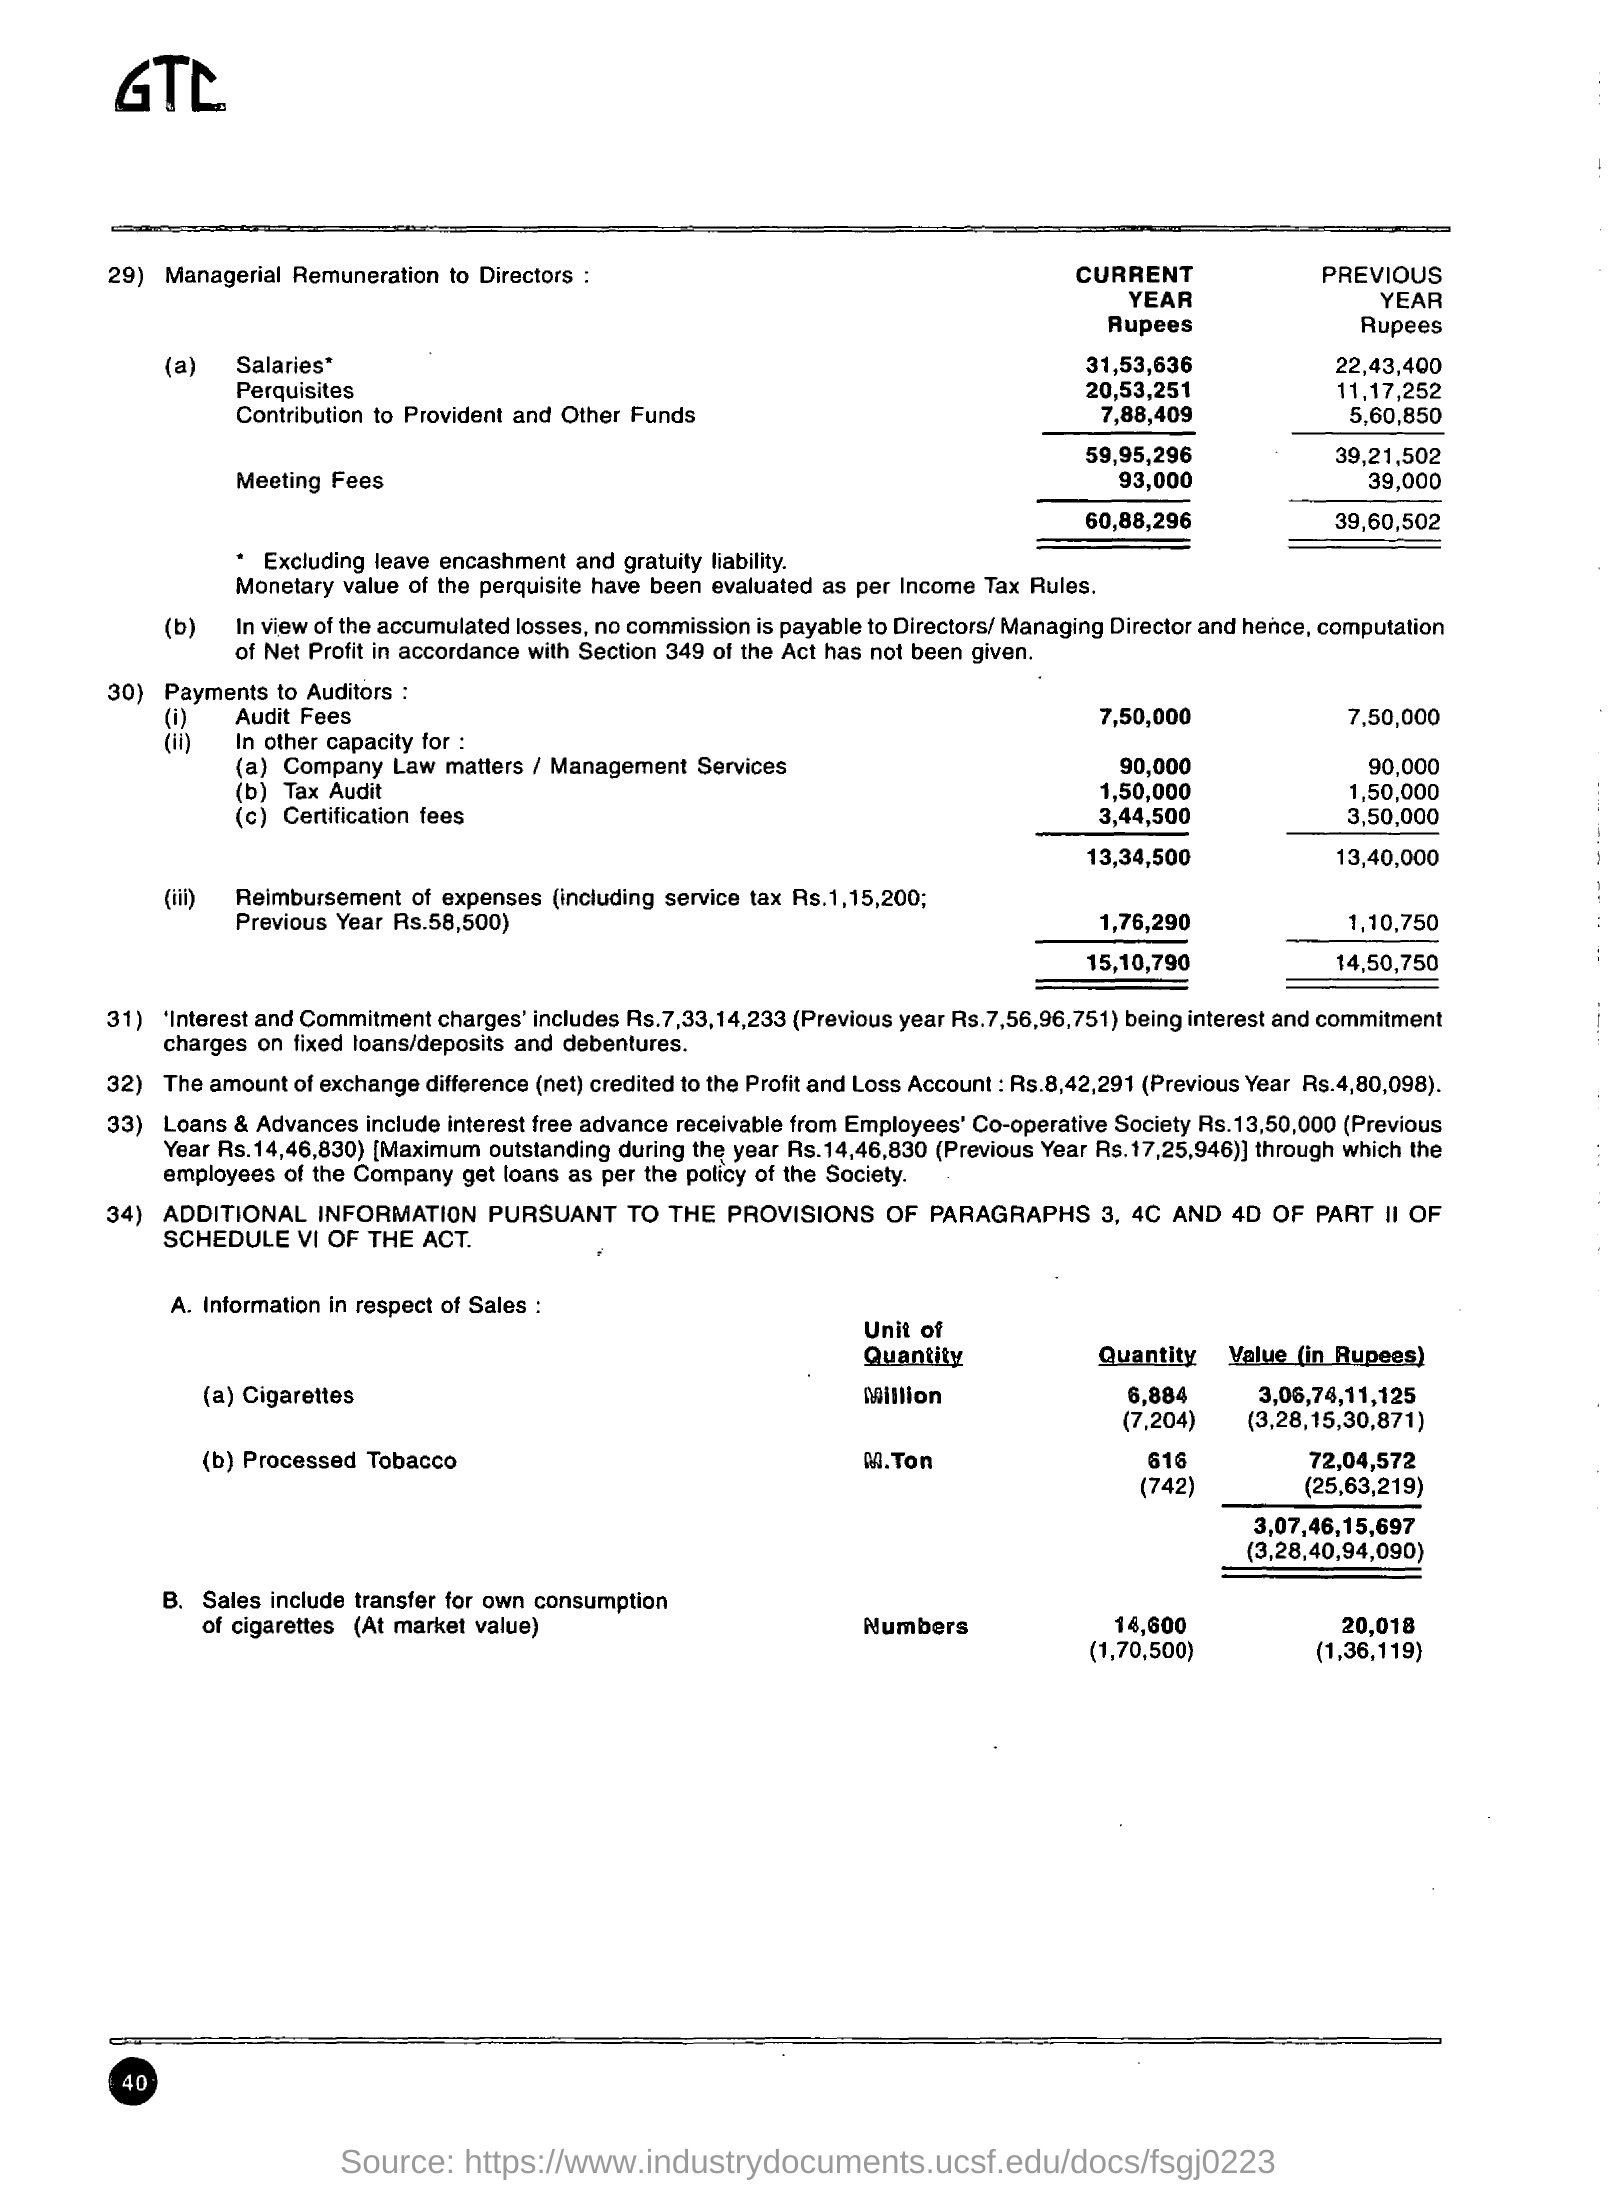 GTC
29) Managerial Remuneration to Directors : CURRENT PREVIOUS
YEAR YEAR
Rupees Rupees
(a) Salaries* 31,53,636 22,43,400
Perquisites 20,53,251 11,17,252
Contribution to Provident and Other Funds 7,88,409 5,60,850
59,95,296 39,21,502
Meeting Fees 93,000 39,000
60,88,296 39,60,502
* Excluding leave encashment and gratuity liability.
Monetary value of the perquisite have been evaluated as per Income Tax Rules.
(b) In view of the accumulated losses, no commission is payable to Directors/ Managing Director and hence, computation
of Net Profit in accordance with Section 349 of the Act has not been given.
30) Payments to Auditors :
(i) Audit Fees 7,50,000 7,50,000
(ii) In other capacity for :
(a) Company Law matters / Management Services 90,000 90,000
(b) Tax Audit 1,50,000 1,50,000
(c) Certification fees 3,44,500 3,50,000
13,34,500 13,40,000
(iii) Reimbursement of expenses (including service tax Rs.1,15,200;
Previous Year Rs.58,500) 1,76,290 1,10,750
15,10,790 14,50,750
31) 'Interest and Commitment charges' includes Rs.7,33,14,233 (Previous year Rs.7,56,96,751) being interest and commitment
charges on fixed loans/deposits and debentures.
32) The amount of exchange difference (net) credited to the Profit and Loss Account : Rs.8,42,291 (Previous Year Rs.4,80,098).
33) Loans & Advances include interest free advance receivable from Employees' Co-operative Society Rs.13,50,000 (Previous
Year Rs.14,46,830) [Maximum outstanding during the year Rs.14,46,830 (Previous Year Rs.17,25,946)] through which the
employees of the Company get loans as per the policy of the Society.
34) ADDITIONAL INFORMATION PURSUANT TO THE PROVISIONS OF PARAGRAPHS 3, 4C AND 4D OF PART II OF
SCHEDULE VI OF THE ACT.
A. Information in respect of Sales :
Unit of
Quantity Quantity Value (in Rupees)
(a) Cigarettes Million 6,884 3,06,74,11,125
(7,204) (3,28,15,30,871)
(b) Processed Tobacco M.Ton 616 72,04,572
(742) (25,63,219)
3,07,46,15,697
(3,28,40,94,090)
B. Sales include transfer for own consumption
of cigarettes (At market value) Numbers 14,600 20,018
(1,70,500) (1,36,119)
40
Source: https://www.industrydocuments.ucsf.edu/docs/fsgj0223